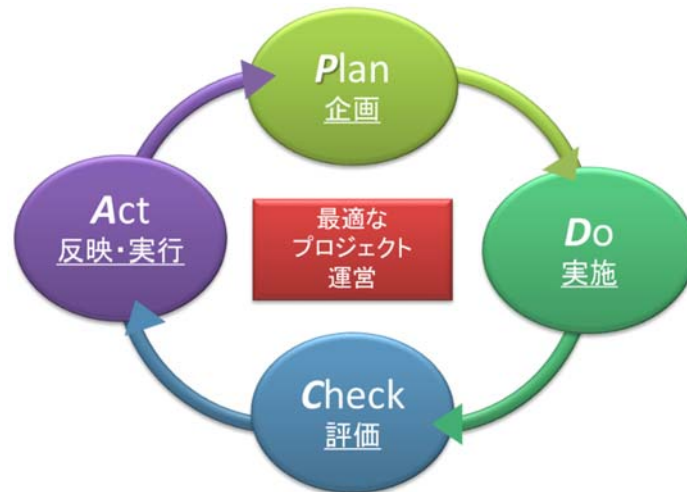 Plan
企画
Do
実施
Check
評価
Act
反映・実行
最適な
プロジェクト
運営